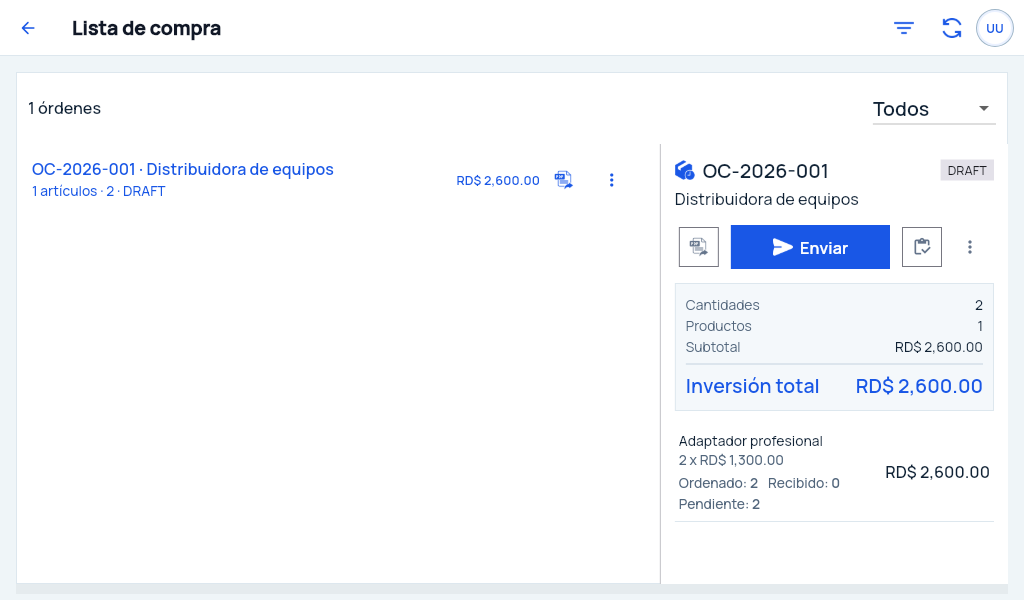 Lista de compra
UU
1 órdenes
Todos
OC-2026-001 · Distribuidora de equipos
1 artículos · 2 · DRAFT
RD$ 2,600.00
OC-2026-001
DRAFT
Distribuidora de equipos
Enviar
Cantidades 2
Productos 1
Subtotal RD$ 2,600.00
Inversión total RD$ 2,600.00
Adaptador profesional
2 x RD$ 1,300.00
RD$ 2,600.00
Ordenado: 2 Recibido: 0
Pendiente: 2